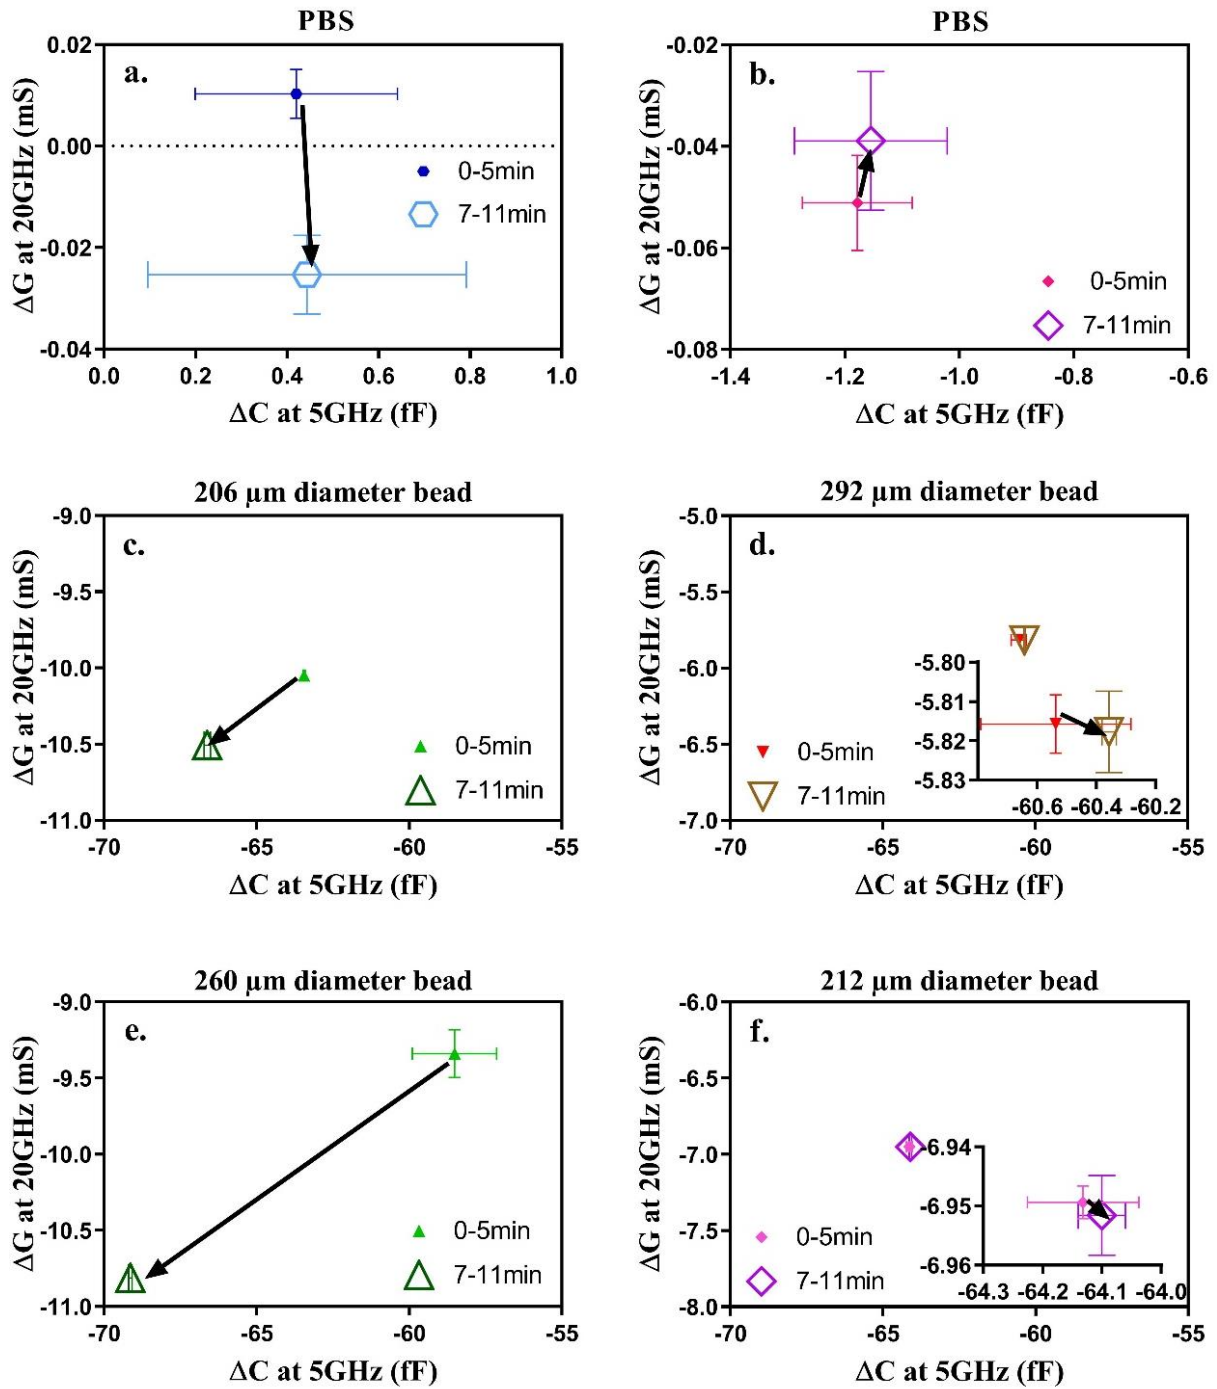 PBS
a.
0.02
0.00
-0.02
-0.04
ΔG at 20GHz (mS)
0-5min
7-11min
0.0 0.2 0.4 0.6 0.8 1.0
ΔC at 5GHz (fF)
PBS
b.
-0.02
-0.04
-0.06
-0.08
ΔG at 20GHz (mS)
0-5min
7-11min
-1.4 -1.2 -1.0 -0.8 -0.6
ΔC at 5GHz (fF)
206 µm diameter bead
c.
-9.0
-9.5
-10.0
-10.5
-11.0
ΔG at 20GHz (mS)
0-5min
7-11min
-70 -65 -60 -55
ΔC at 5GHz (fF)
292 µm diameter bead
d.
-5.0
-5.5
-6.0
-6.5
-7.0
ΔG at 20GHz (mS)
0-5min
7-11min
-5.80
-5.81
-5.82
-5.83
-60.6 -60.4 -60.2
-70 -65 -60 -55
ΔC at 5GHz (fF)
260 µm diameter bead
e.
-9.0
-9.5
-10.0
-10.5
-11.0
ΔG at 20GHz (mS)
0-5min
7-11min
-70 -65 -60 -55
ΔC at 5GHz (fF)
212 µm diameter bead
f.
-6.0
-6.5
-7.0
-7.5
-8.0
ΔG at 20GHz (mS)
0-5min
7-11min
-6.94
-6.95
-6.96
-64.3 -64.2 -64.1 -64.0
-70 -65 -60 -55
ΔC at 5GHz (fF)